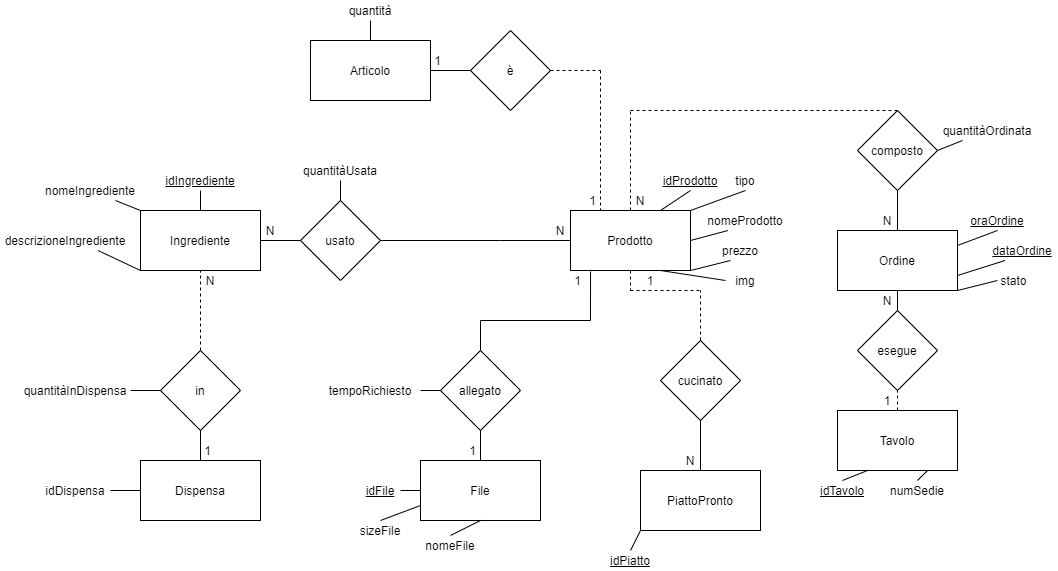 quantità
Articolo
1
è
composto
quantitàOrdinata
quantitàUsata
idIngrediente
nomeIngrediente
idProdotto
tipo
1
N
nomeProdotto
N
oraOrdine
descrizioneIngrediente
Ingrediente
N
usato
N
Prodotto
prezzo
dataOrdine
Ordine
img
stato
N
1
1
N
esegue
quantitàInDispensa
in
tempoRichiesto
allegato
cucinato
1
1
1
N
Tavolo
idDispensa
Dispensa
idFile
File
PiattoPronto
idTavolo
numSedie
sizeFile
nomeFile
idPiatto